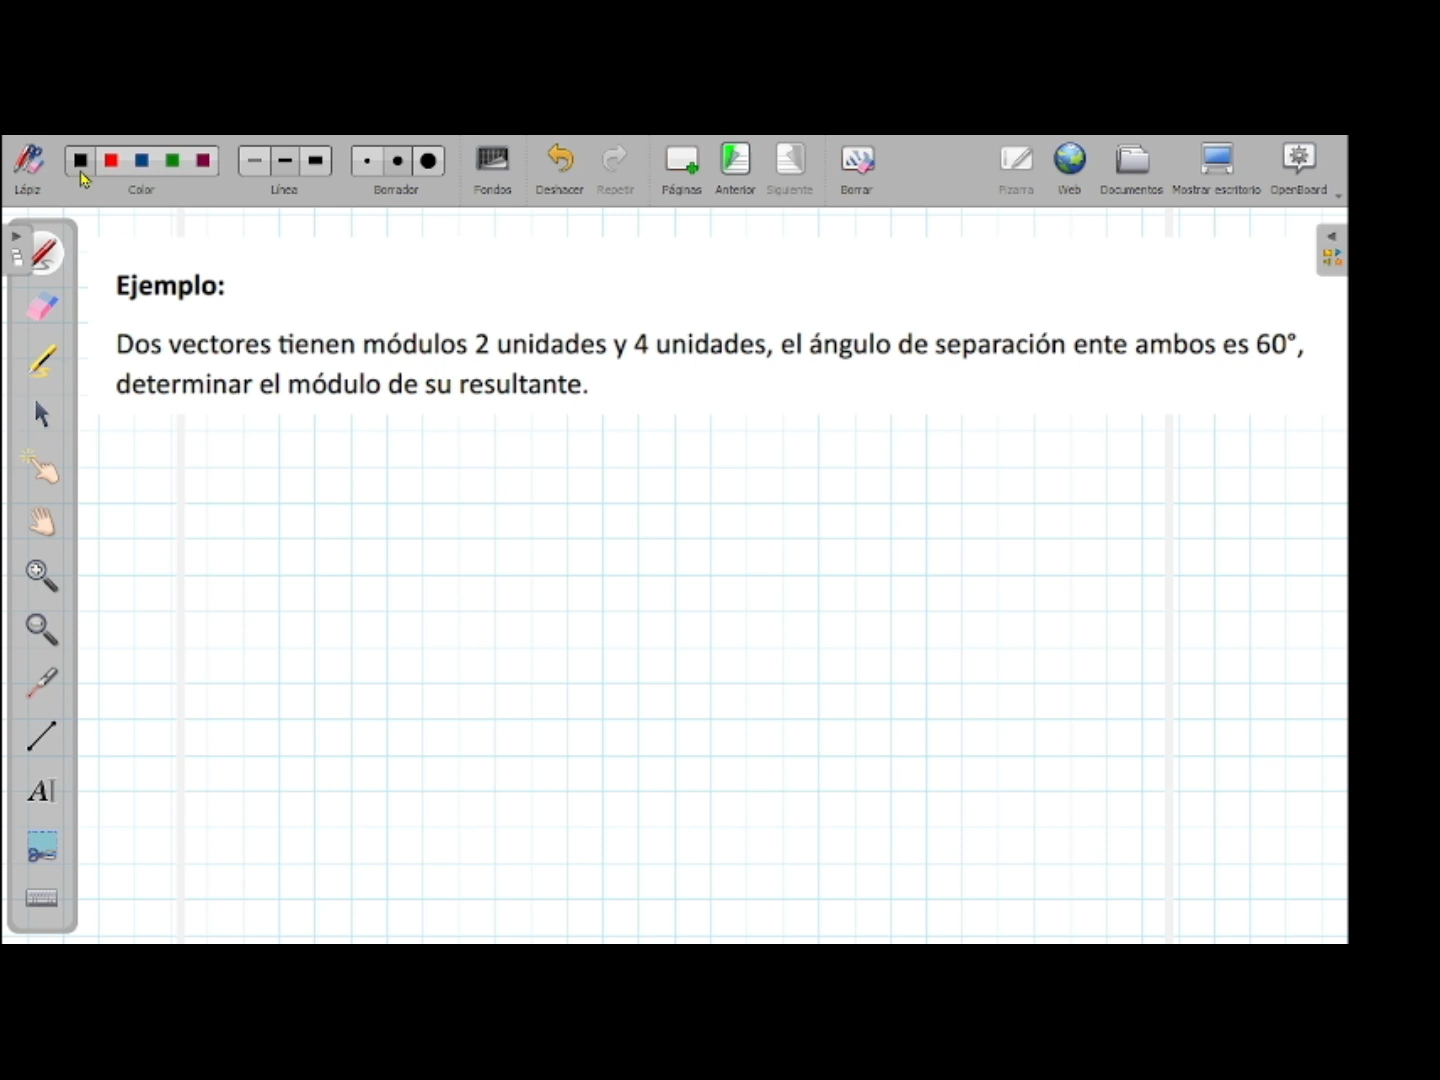 Lápiz Color Línea Borrador Fondos Deshacer Repetir Páginas Anterior Siguiente Borrar Pizarra Web Documentos Mostrar escritorio OpenBoard
Ejemplo:
Dos vectores tienen módulos 2 unidades y 4 unidades, el ángulo de separación ente ambos es 60°,
determinar el módulo de su resultante.
AI